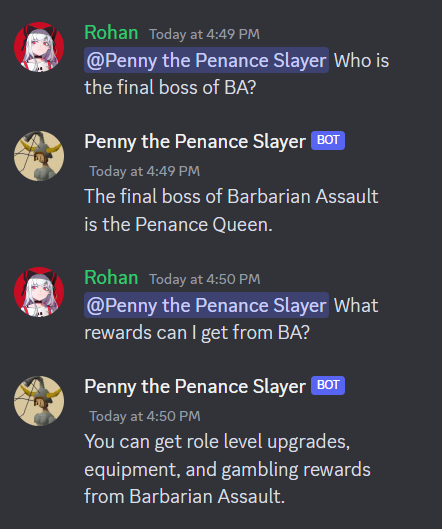 Rohan Today at 4:49 PM
@Penny the Penance Slayer Who is
the final boss of BA?
Penny the Penance Slayer BOT
Today at 4:49 PM
The final boss of Barbarian Assault
is the Penance Queen.
Rohan Today at 4:50 PM
@Penny the Penance Slayer What
rewards can I get from BA?
Penny the Penance Slayer BOT
Today at 4:50 PM
You can get role level upgrades,
equipment, and gambling rewards
from Barbarian Assault.